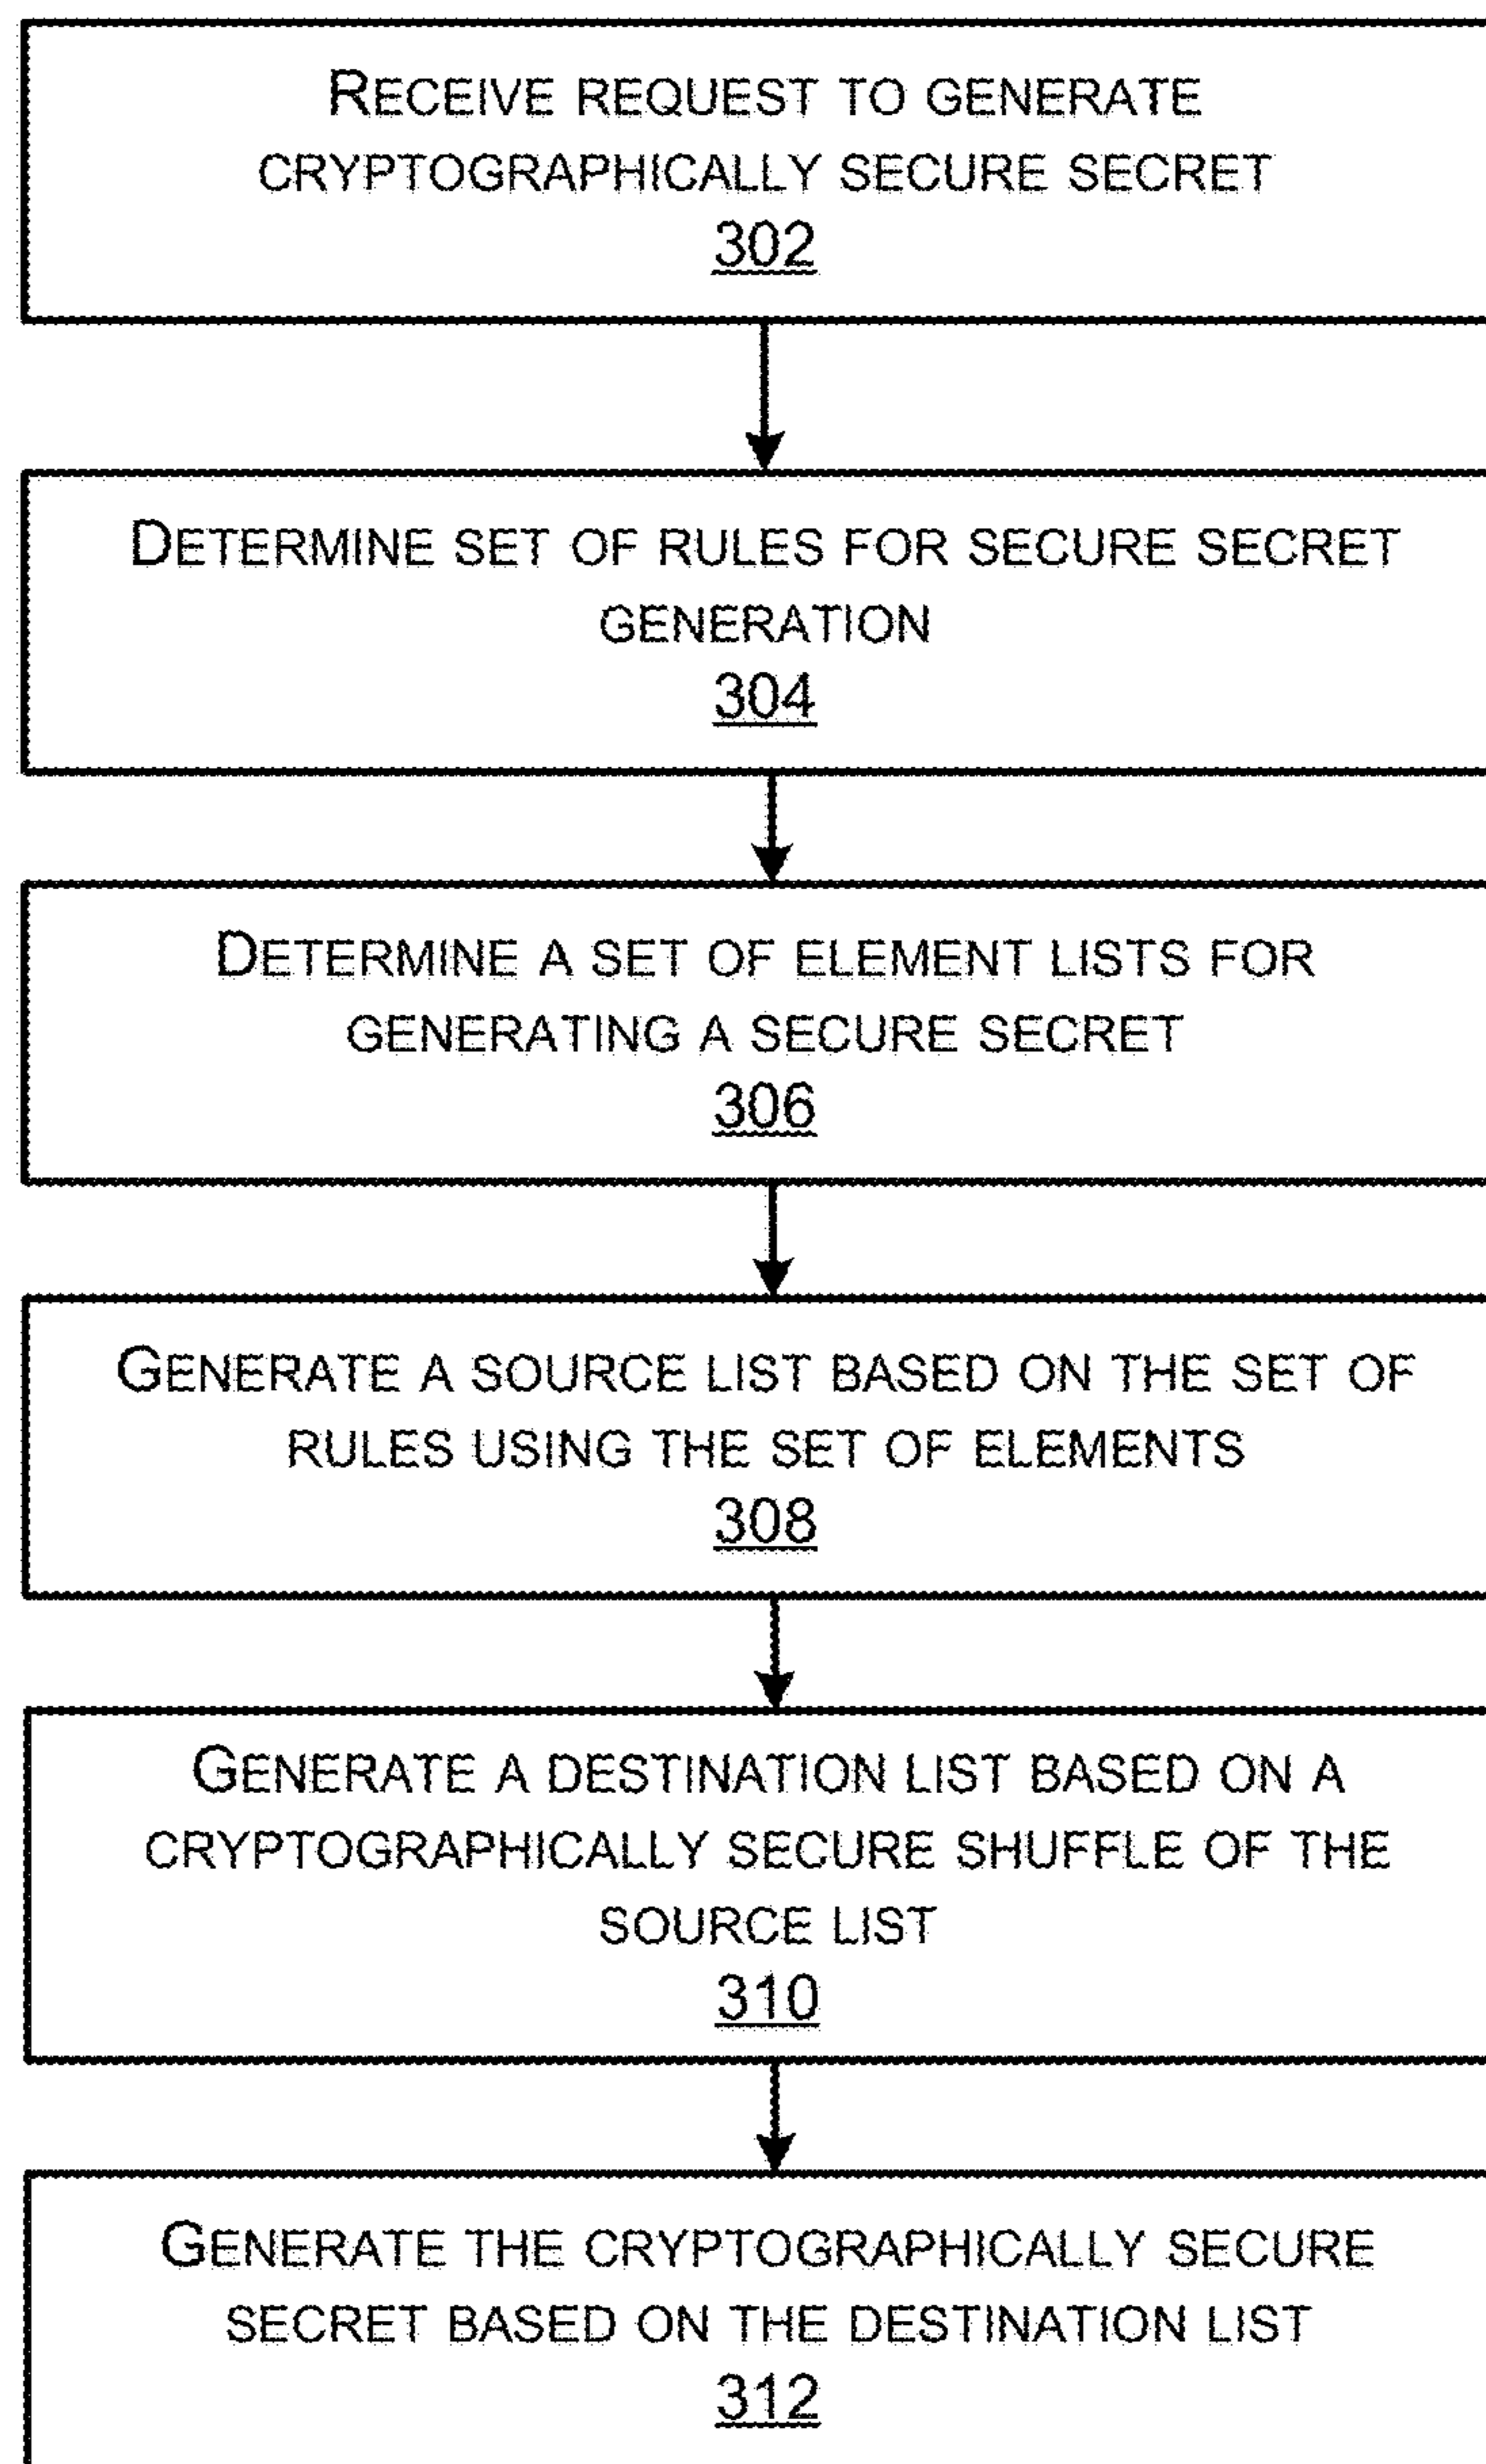 RECEIVE REQUEST TO GENERATE
CRYPTOGRAPHICALLY SECURE SECRET
302
DETERMINE SET OF RULES FOR SECURE SECRET
GENERATION
304
DETERMINE A SET OF ELEMENT LISTS FOR
GENERATING A SECURE SECRET
306
GENERATE A SOURCE LIST BASED ON THE SET OF
RULES USING THE SET OF ELEMENTS
308
GENERATE A DESTINATION LIST BASED ON A
CRYPTOGRAPHICALLY SECURE SHUFFLE OF THE
SOURCE LIST
310
GENERATE THE CRYPTOGRAPHICALLY SECURE
SECRET BASED ON THE DESTINATION LIST
312